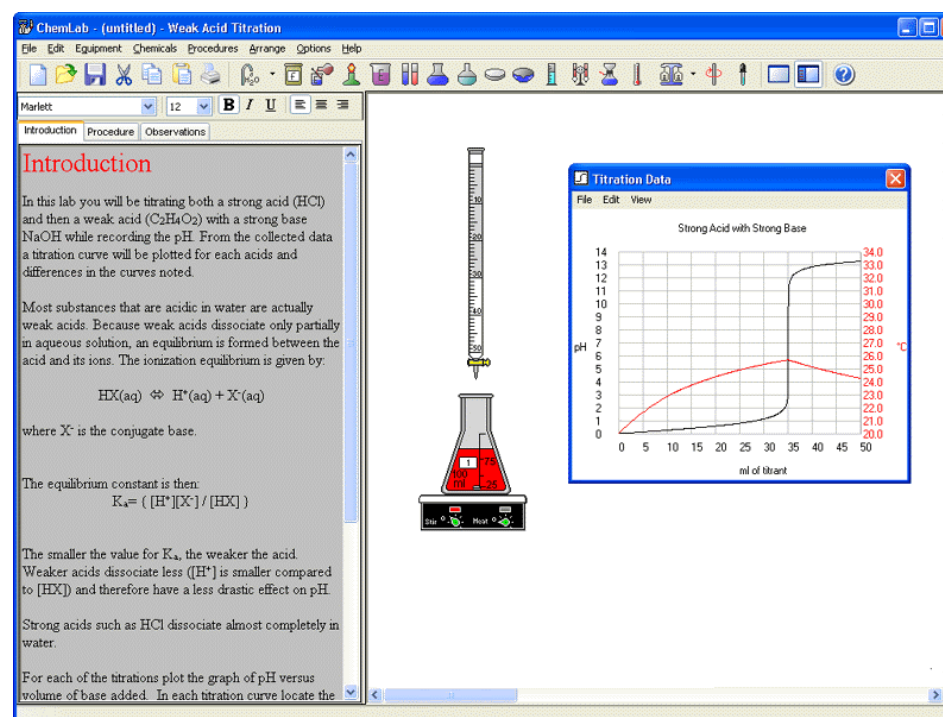 ChemLab - (untitled) - Weak Acid Titration
File Edit Equipment Chemicals Procedures Arrange Options Help
Marlett 12 B I U
Introduction Procedure Observations
Introduction
In this lab you will be titrating both a strong acid (HCl)
and then a weak acid (C2H4O2) with a strong base
NaOH while recording the pH. From the collected data
a titration curve will be plotted for each acids and
differences in the curves noted.
Most substances that are acidic in water are actually
weak acids. Because weak acids dissociate only partially
in aqueous solution, an equilibrium is formed between the
acid and its ions. The ionization equilibrium is given by:
HX(aq) ⇔ H⁺(aq) + X⁻(aq)
where X⁻ is the conjugate base.
The equilibrium constant is then:
Ka= ( [H⁺][X⁻] / [HX] )
The smaller the value for Ka, the weaker the acid.
Weaker acids dissociate less ([H⁺] is smaller compared
to [HX]) and therefore have a less drastic effect on pH.
Strong acids such as HCl dissociate almost completely in
water.
For each of the titrations plot the graph of pH versus
volume of base added. In each titration curve locate the
10
20
30
40
50
1
75
100
ml
25
Stir Heat
Titration Data
File Edit View
Strong Acid with Strong Base
14 34.0
13 33.0
12 32.0
11 31.0
10 30.0
9 29.0
8 28.0
7 27.0
pH 6 26.0 °C
5 25.0
4 24.0
3 23.0
2 22.0
1 21.0
0 20.0
0 5 10 15 20 25 30 35 40 45 50
ml of titrant